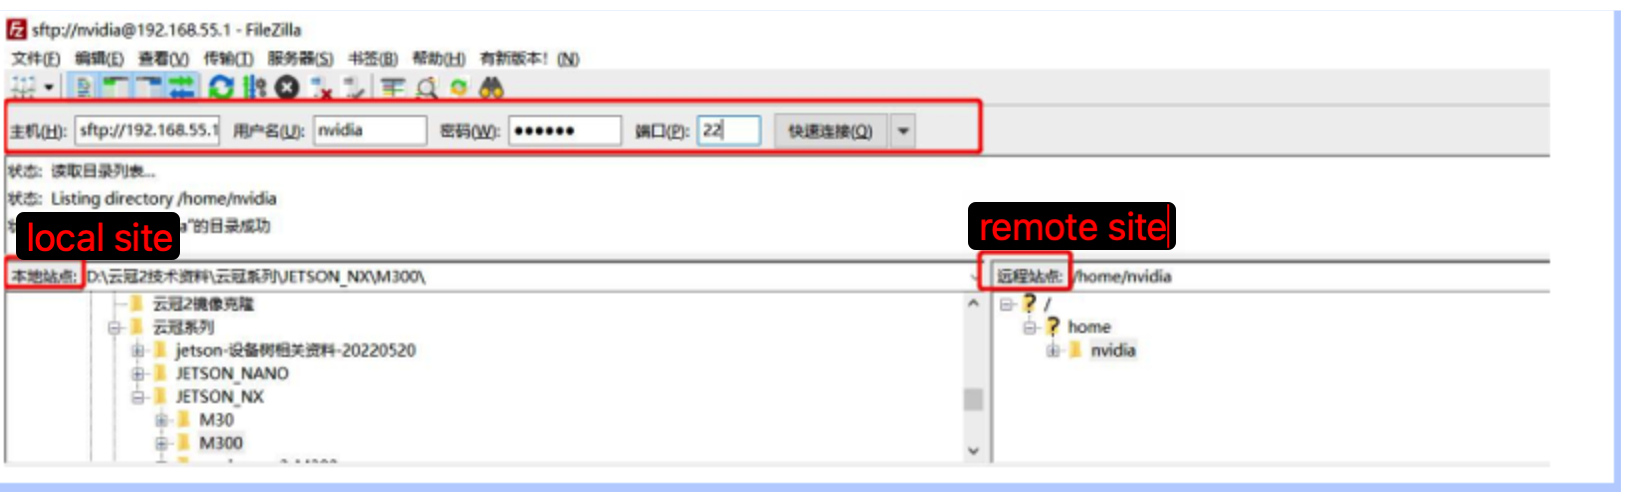 sftp://nvidia@192.168.55.1 - FileZilla
文件(F) 编辑(E) 查看(V) 传输(T) 服务器(S) 书签(B) 帮助(H) 有新版本! (N)
主机(H): sftp://192.168.55.1 用户名(U): nvidia 密码(W): ●●●●●● 端口(P): 22 快速连接(Q)
状态: 读取目录列表...
状态: Listing directory /home/nvidia
a"的目录成功
local site
remote site
本地站点: D:\云冠2技术资料\云冠系列\JETSON_NX\M300\
远程站点: /home/nvidia
云冠2镜像克隆
云冠系列
jetson-设备树相关资料-20220520
JETSON_NANO
JETSON_NX
M30
M300
? /
? home
nvidia